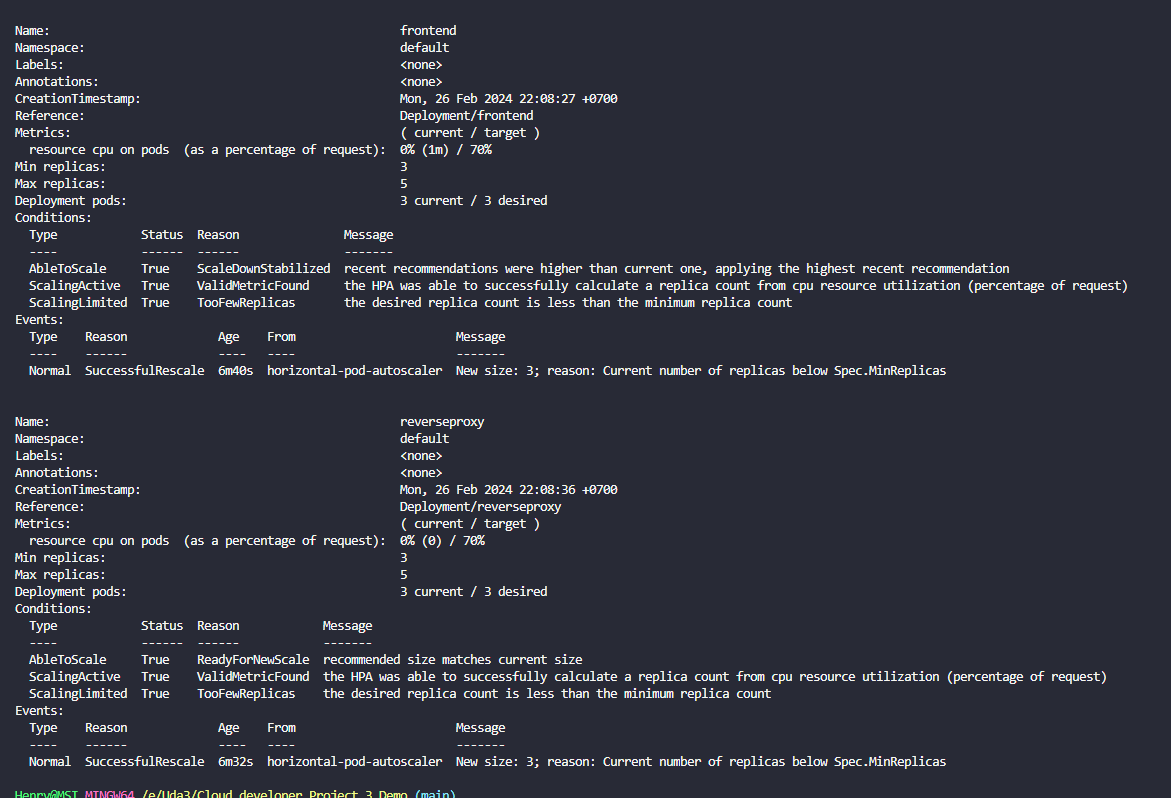 Name: frontend
Namespace: default
Labels: <none>
Annotations: <none>
CreationTimestamp: Mon, 26 Feb 2024 22:08:27 +0700
Reference: Deployment/frontend
Metrics: ( current / target )
resource cpu on pods (as a percentage of request): 0% (1m) / 70%
Min replicas: 3
Max replicas: 5
Deployment pods: 3 current / 3 desired
Conditions:
Type Status Reason Message
---- ------ ------ -------
AbleToScale True ScaleDownStabilized recent recommendations were higher than current one, applying the highest recent recommendation
ScalingActive True ValidMetricFound the HPA was able to successfully calculate a replica count from cpu resource utilization (percentage of request)
ScalingLimited True TooFewReplicas the desired replica count is less than the minimum replica count
Events:
Type Reason Age From Message
---- ------ ---- ---- -------
Normal SuccessfulRescale 6m40s horizontal-pod-autoscaler New size: 3; reason: Current number of replicas below Spec.MinReplicas
Name: reverseproxy
Namespace: default
Labels: <none>
Annotations: <none>
CreationTimestamp: Mon, 26 Feb 2024 22:08:36 +0700
Reference: Deployment/reverseproxy
Metrics: ( current / target )
resource cpu on pods (as a percentage of request): 0% (0) / 70%
Min replicas: 3
Max replicas: 5
Deployment pods: 3 current / 3 desired
Conditions:
Type Status Reason Message
---- ------ ------ -------
AbleToScale True ReadyForNewScale recommended size matches current size
ScalingActive True ValidMetricFound the HPA was able to successfully calculate a replica count from cpu resource utilization (percentage of request)
ScalingLimited True TooFewReplicas the desired replica count is less than the minimum replica count
Events:
Type Reason Age From Message
---- ------ ---- ---- -------
Normal SuccessfulRescale 6m32s horizontal-pod-autoscaler New size: 3; reason: Current number of replicas below Spec.MinReplicas
Henry@MSI MINGW64 /e/Uda3/Cloud developer Project 3 Demo (main)